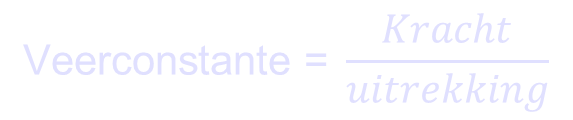 Veerconstante = Kracht
uitrekking